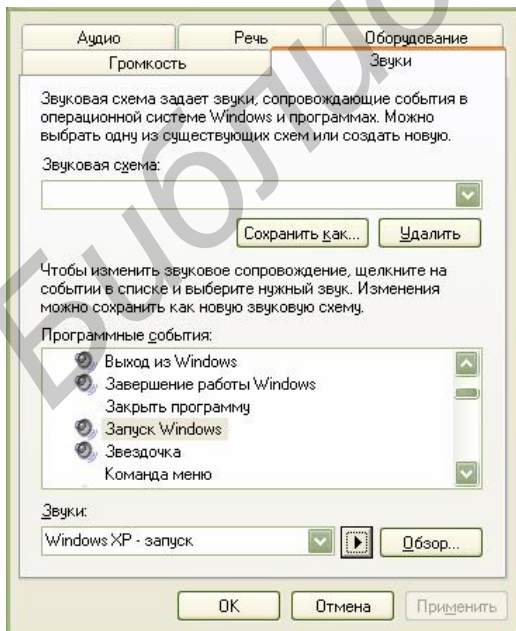 Аудио Речь Оборудование
Громкость Звуки
Звуковая схема задает звуки, сопровождающие события в
операционной системе Windows и программах. Можно
выбрать одну из существующих схем или создать новую.
Звуковая схема:
Сохранить как... Удалить
Чтобы изменить звуковое сопровождение, щелкните на
событии в списке и выберите нужный звук. Изменения
можно сохранить как новую звуковую схему.
Программные события:
Выход из Windows
Завершение работы Windows
Закрыть программу
Запуск Windows
Звездочка
Команда меню
Звуки:
Windows XP - запуск Обзор...
OK Отмена Применить
Библио